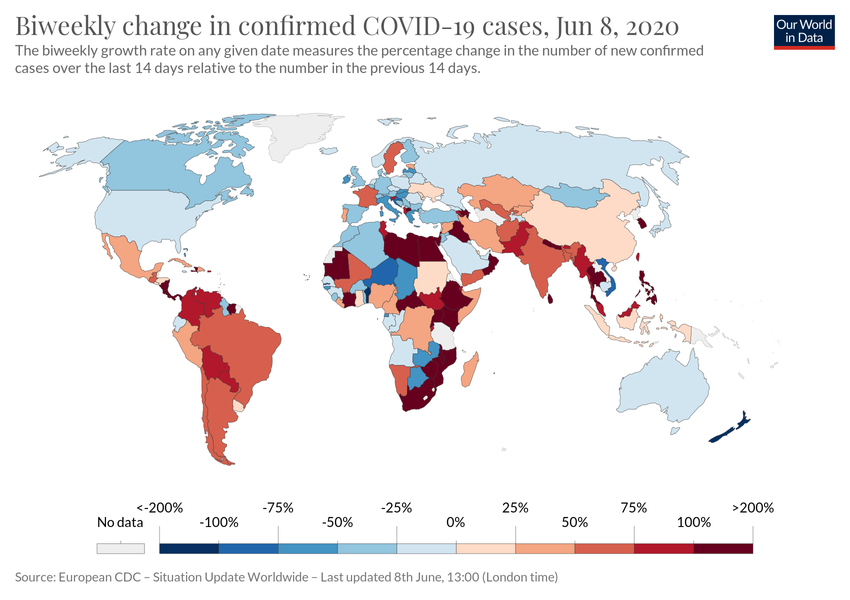 Biweekly change in confirmed COVID-19 cases, Jun 8, 2020
Our World
in Data
The biweekly growth rate on any given date measures the percentage change in the number of new confirmed
cases over the last 14 days relative to the number in the previous 14 days.
<-200% -75% -25% 25% 75% >200%
No data -100% -50% 0% 50% 100%
Source: European CDC – Situation Update Worldwide – Last updated 8th June, 13:00 (London time)